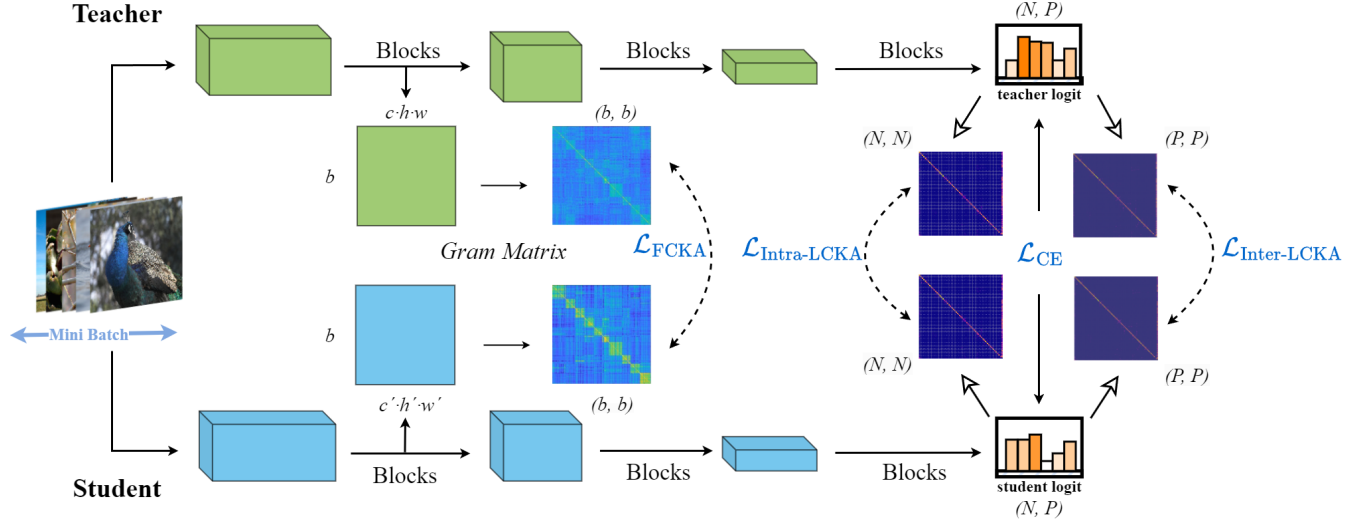 Teacher
(N, P)
Blocks
Blocks
Blocks
teacher logit
c·h·w
(b, b)
(N, N)
(P, P)
b
Gram Matrix
ℒFCKA
ℒIntra-LCKA
ℒCE
ℒInter-LCKA
Mini Batch
b
(N, N)
(P, P)
c´·h´·w´
(b, b)
Blocks
Blocks
Blocks
Student
student logit
(N, P)